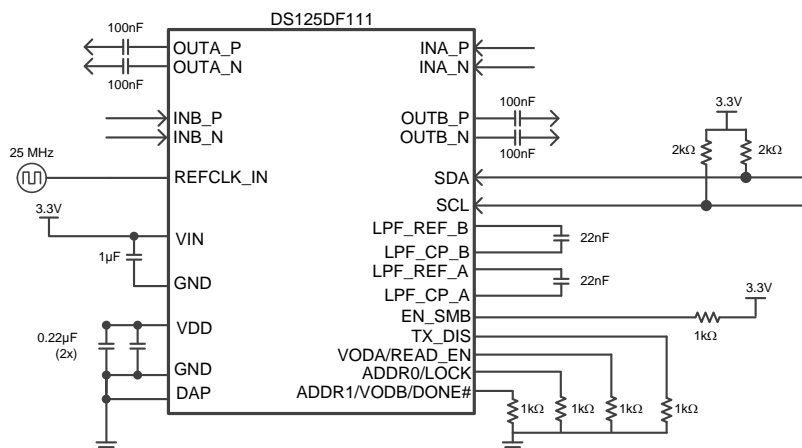 DS125DF111
100nF
OUTA_P
OUTA_N
100nF
INA_P
INA_N
INB_P
INB_N
100nF
OUTB_P
OUTB_N
100nF
3.3V
2kΩ
2kΩ
25 MHz
REFCLK_IN
SDA
SCL
3.3V
VIN
1µF
GND
LPF_REF_B
22nF
LPF_CP_B
LPF_REF_A
22nF
LPF_CP_A
3.3V
EN_SMB
1kΩ
0.22µF
(2x)
VDD
GND
DAP
TX_DIS
VODA/READ_EN
ADDR0/LOCK
ADDR1/VODB/DONE#
1kΩ
1kΩ
1kΩ
1kΩ